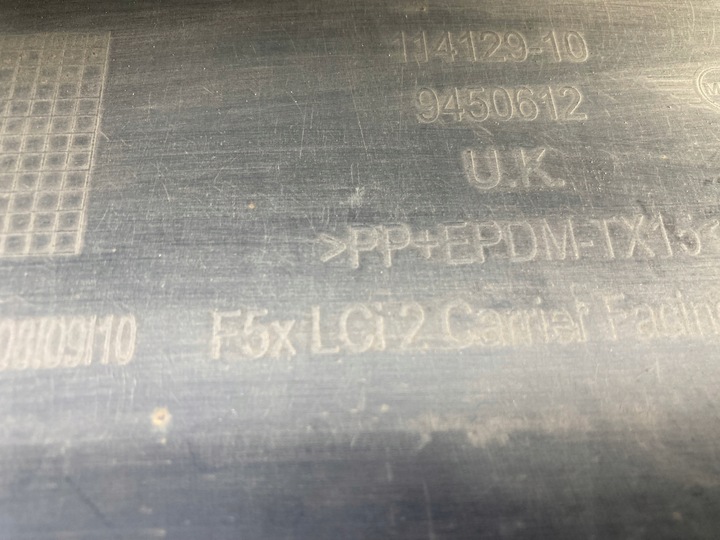 114129-10
9450612
U.K.
>PP+EPDM-TX15<
08/09/10 F5x LCi 2 Carrier Facing